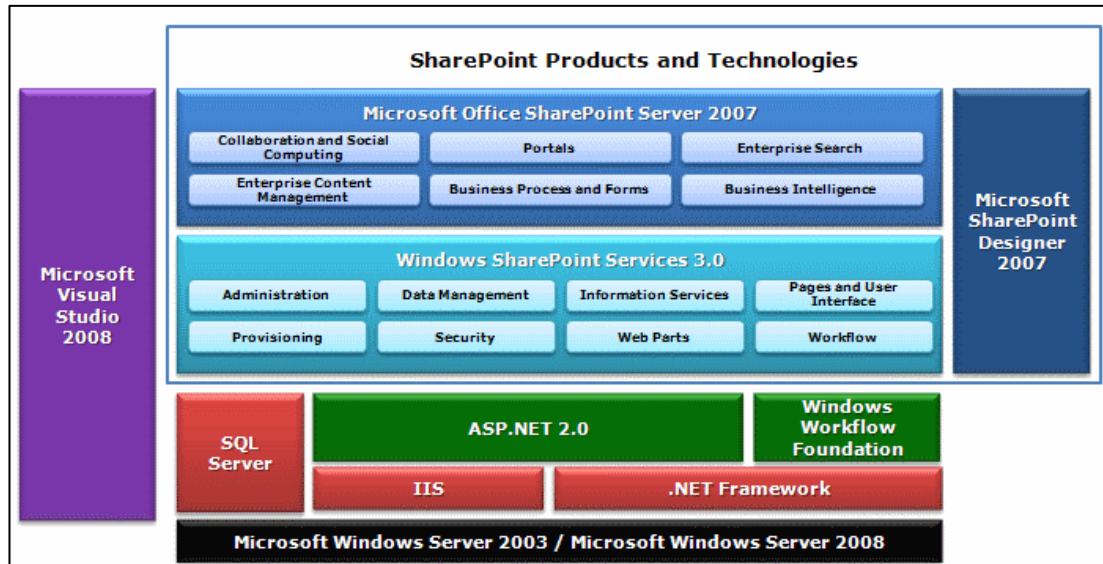 SharePoint Products and Technologies
Microsoft
Visual
Studio
2008
Microsoft Office SharePoint Server 2007
Collaboration and Social
Computing
Portals
Enterprise Search
Enterprise Content
Management
Business Process and Forms
Business Intelligence
Windows SharePoint Services 3.0
Administration
Data Management
Information Services
Pages and User
Interface
Provisioning
Security
Web Parts
Workflow
Microsoft
SharePoint
Designer
2007
SQL
Server
ASP.NET 2.0
Windows
Workflow
Foundation
IIS
.NET Framework
Microsoft Windows Server 2003 / Microsoft Windows Server 2008